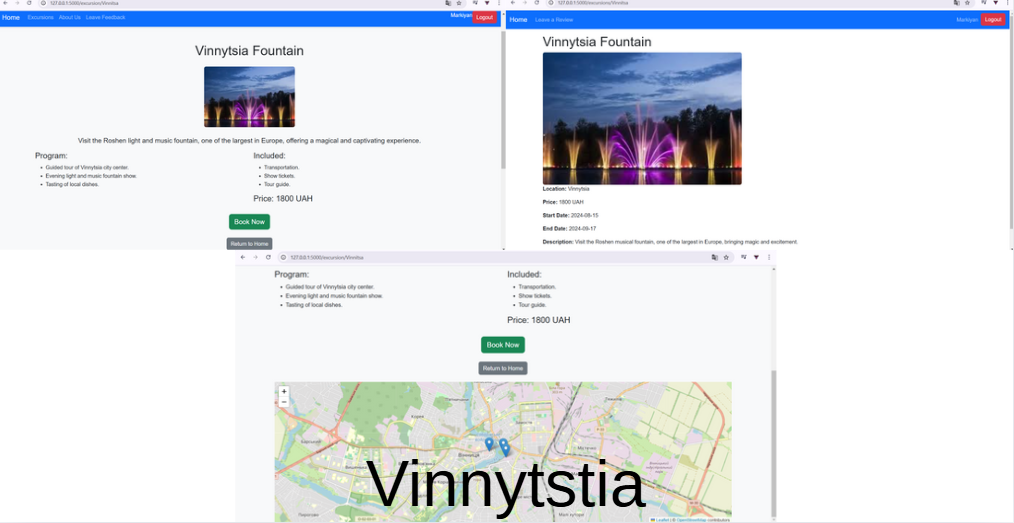 127.0.0.1:5000/excursion/Vinnitsa
Home Excursions About Us Leave Feedback Markiyan Logout
Vinnytsia Fountain
Visit the Roshen light and music fountain, one of the largest in Europe, offering a magical and captivating experience.
Program:
Guided tour of Vinnytsia city center.
Evening light and music fountain show.
Tasting of local dishes.
Included:
Transportation.
Show tickets.
Tour guide.
Price: 1800 UAH
Book Now
Return to Home
127.0.0.1:5000/excursions/Vinnitsa
Home Leave a Review Markiyan Logout
Vinnytsia Fountain
Location: Vinnytsia
Price: 1800 UAH
Start Date: 2024-08-15
End Date: 2024-09-17
Description: Visit the Roshen musical fountain, one of the largest in Europe, bringing magic and excitement.
127.0.0.1:5000/excursion/Vinnitsa
Program:
Guided tour of Vinnytsia city center.
Evening light and music fountain show.
Tasting of local dishes.
Included:
Transportation.
Show tickets.
Tour guide.
Price: 1800 UAH
Book Now
Return to Home
+
−
Вінниця
Vinnytstia
Leaflet | © OpenStreetMap contributors